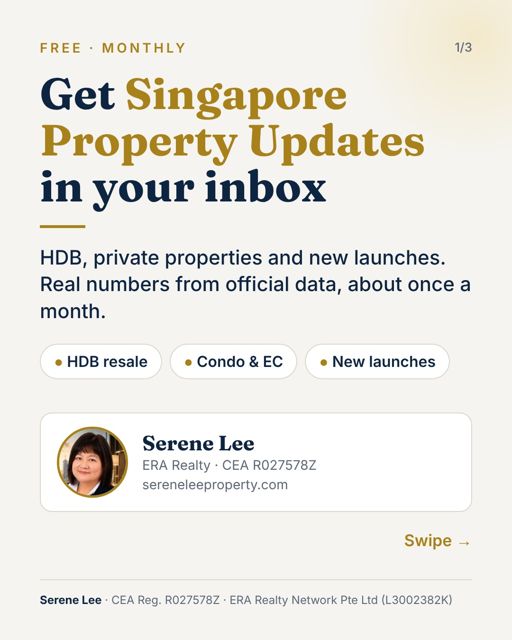 FREE · MONTHLY
1/3
Get Singapore
Property Updates
in your inbox
HDB, private properties and new launches.
Real numbers from official data, about once a
month.
• HDB resale • Condo & EC • New launches
Serene Lee
ERA Realty · CEA R027578Z
sereneleeproperty.com
Swipe →
Serene Lee · CEA Reg. R027578Z · ERA Realty Network Pte Ltd (L3002382K)